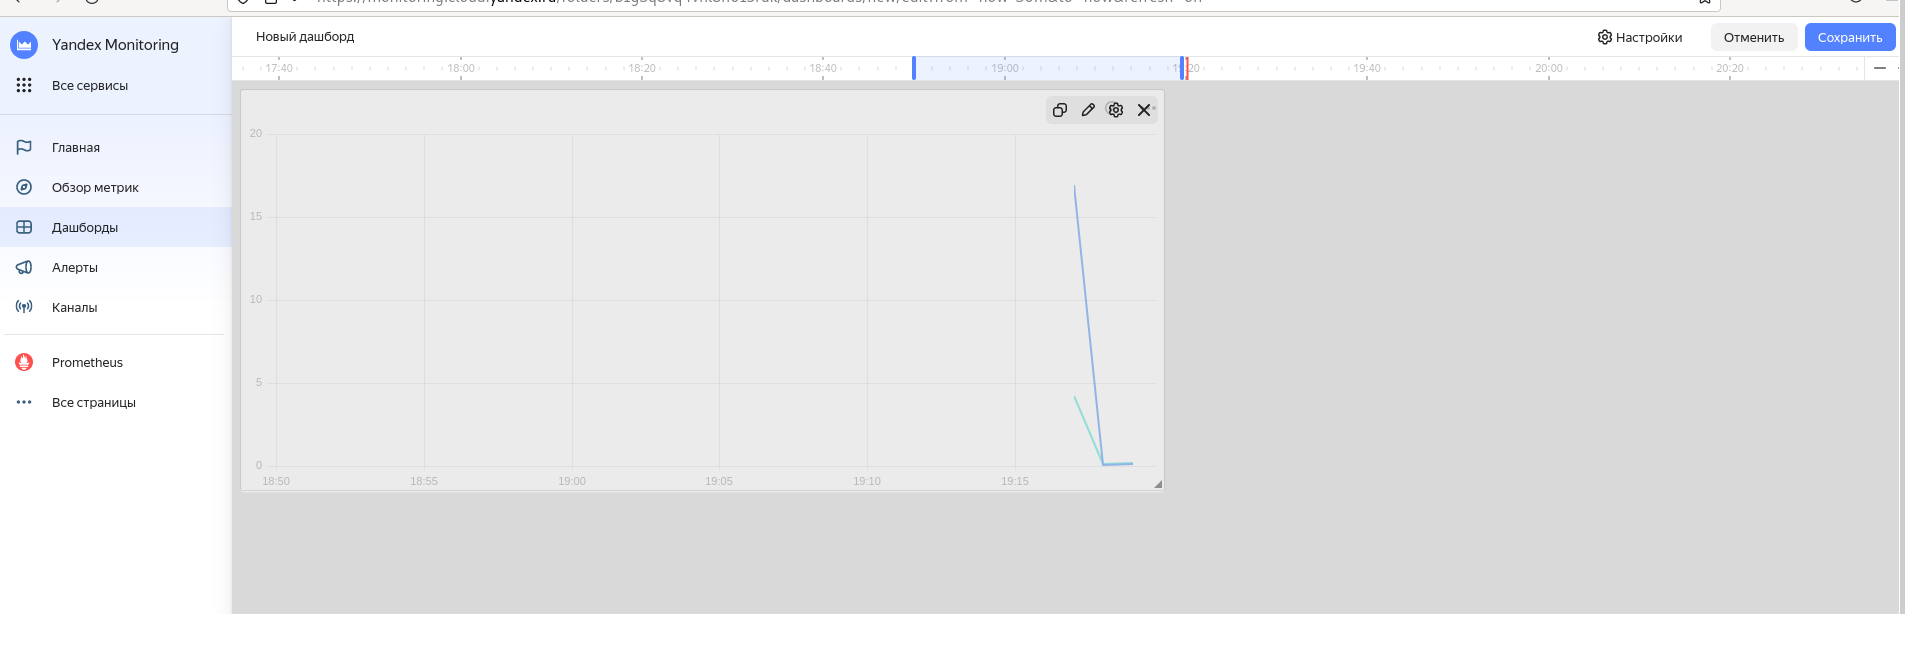 Yandex Monitoring
Новый дашборд
Настройки
Отменить
Сохранить
17:40 18:00 18:20 18:40 19:00 19:20 19:40 20:00 20:20
Все сервисы
Главная
Обзор метрик
Дашборды
Алерты
Каналы
Prometheus
Все страницы
20
15
10
5
0
18:50 18:55 19:00 19:05 19:10 19:15